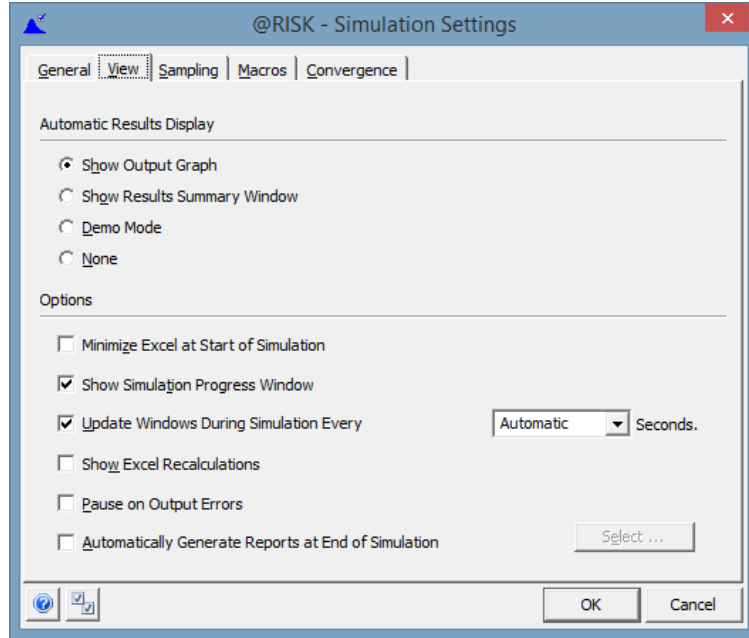 @RISK - Simulation Settings
General View Sampling Macros Convergence
Automatic Results Display
Show Output Graph
Show Results Summary Window
Demo Mode
None
Options
Minimize Excel at Start of Simulation
Show Simulation Progress Window
Update Windows During Simulation Every Automatic Seconds.
Show Excel Recalculations
Pause on Output Errors
Automatically Generate Reports at End of Simulation Select ...
OK Cancel